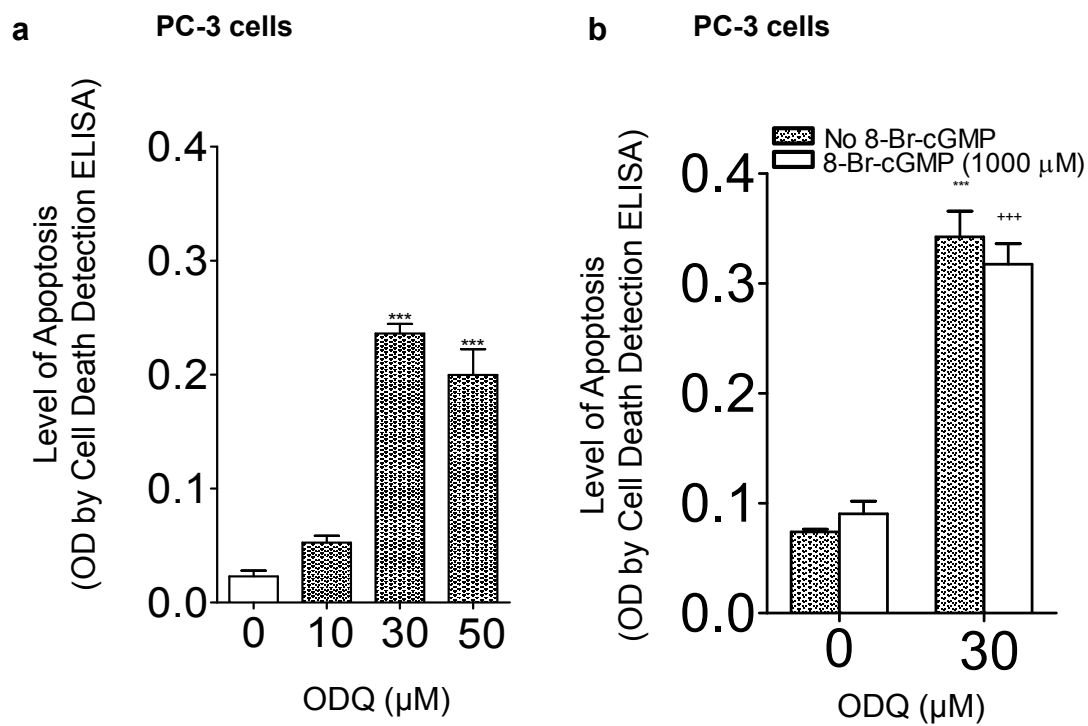 a
PC-3 cells
Level of Apoptosis
(OD by Cell Death Detection ELISA)
0.4
0.3
0.2
0.1
0.0
***
***
0
10
30
50
ODQ (µM)
b
PC-3 cells
Level of Apoptosis
(OD by Cell Death Detection ELISA)
No 8-Br-cGMP
8-Br-cGMP (1000 µM)
0.4
0.3
0.2
0.1
0.0
***
+++
0
30
ODQ (µM)